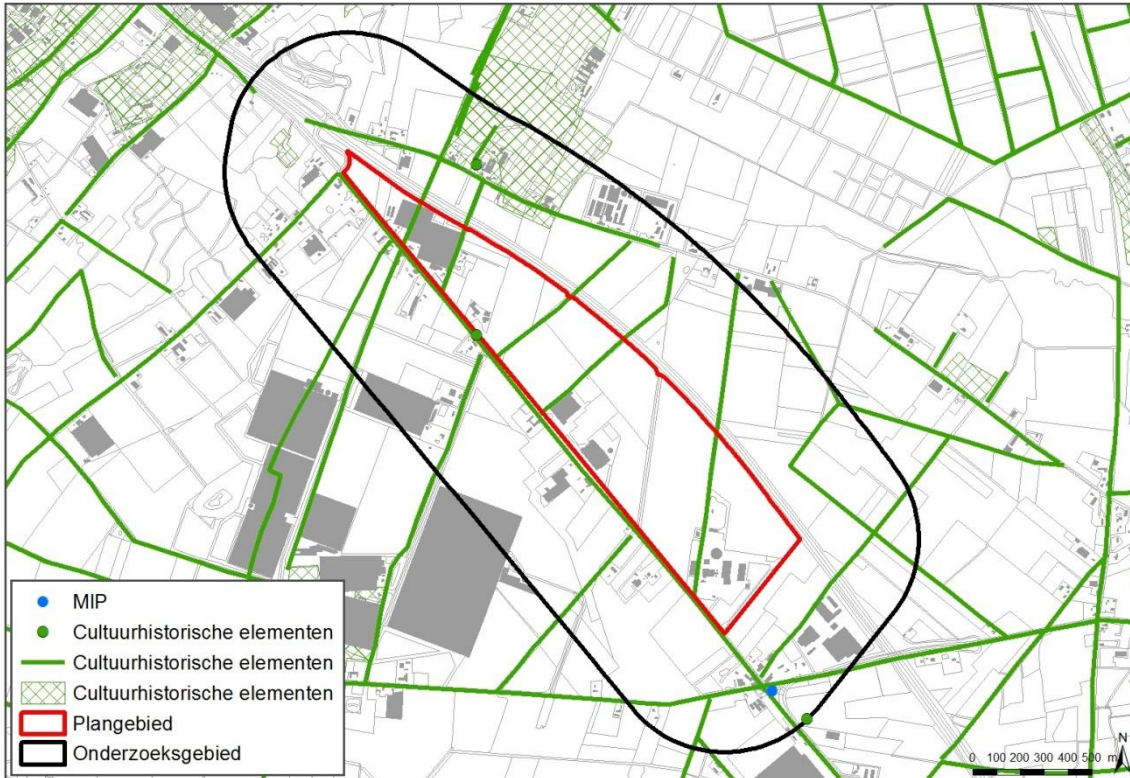 MIP
Cultuurhistorische elementen
Cultuurhistorische elementen
Cultuurhistorische elementen
Plangebied
Onderzoeksgebied
N
0 100 200 300 400 500 m